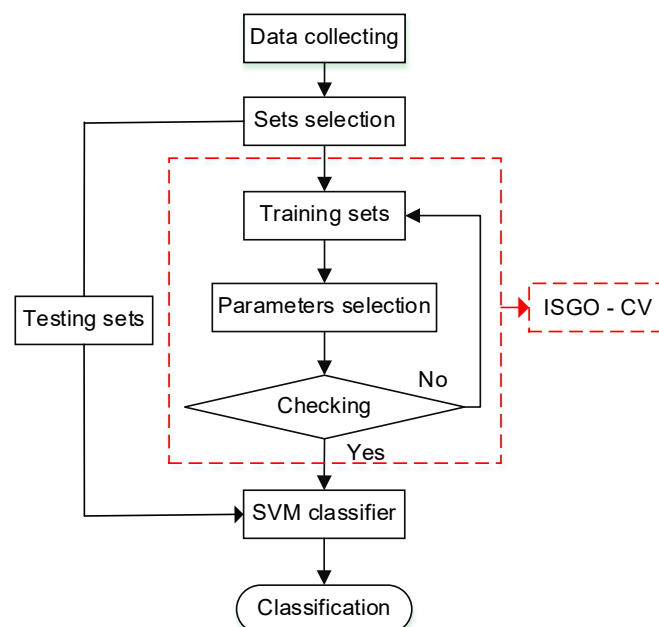 Data collecting
Sets selection
Training sets
Parameters selection
Testing sets
ISGO - CV
No
Checking
Yes
SVM classifier
Classification